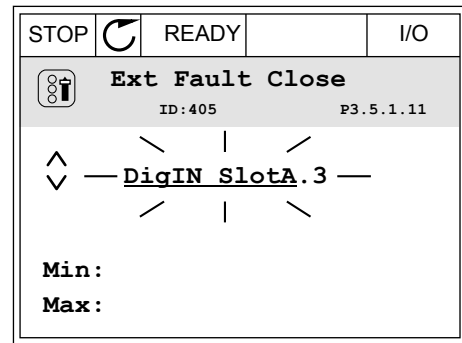 STOP READY I/O
Ext Fault Close
ID:405 P3.5.1.11
DigIN SlotA.3
Min:
Max: